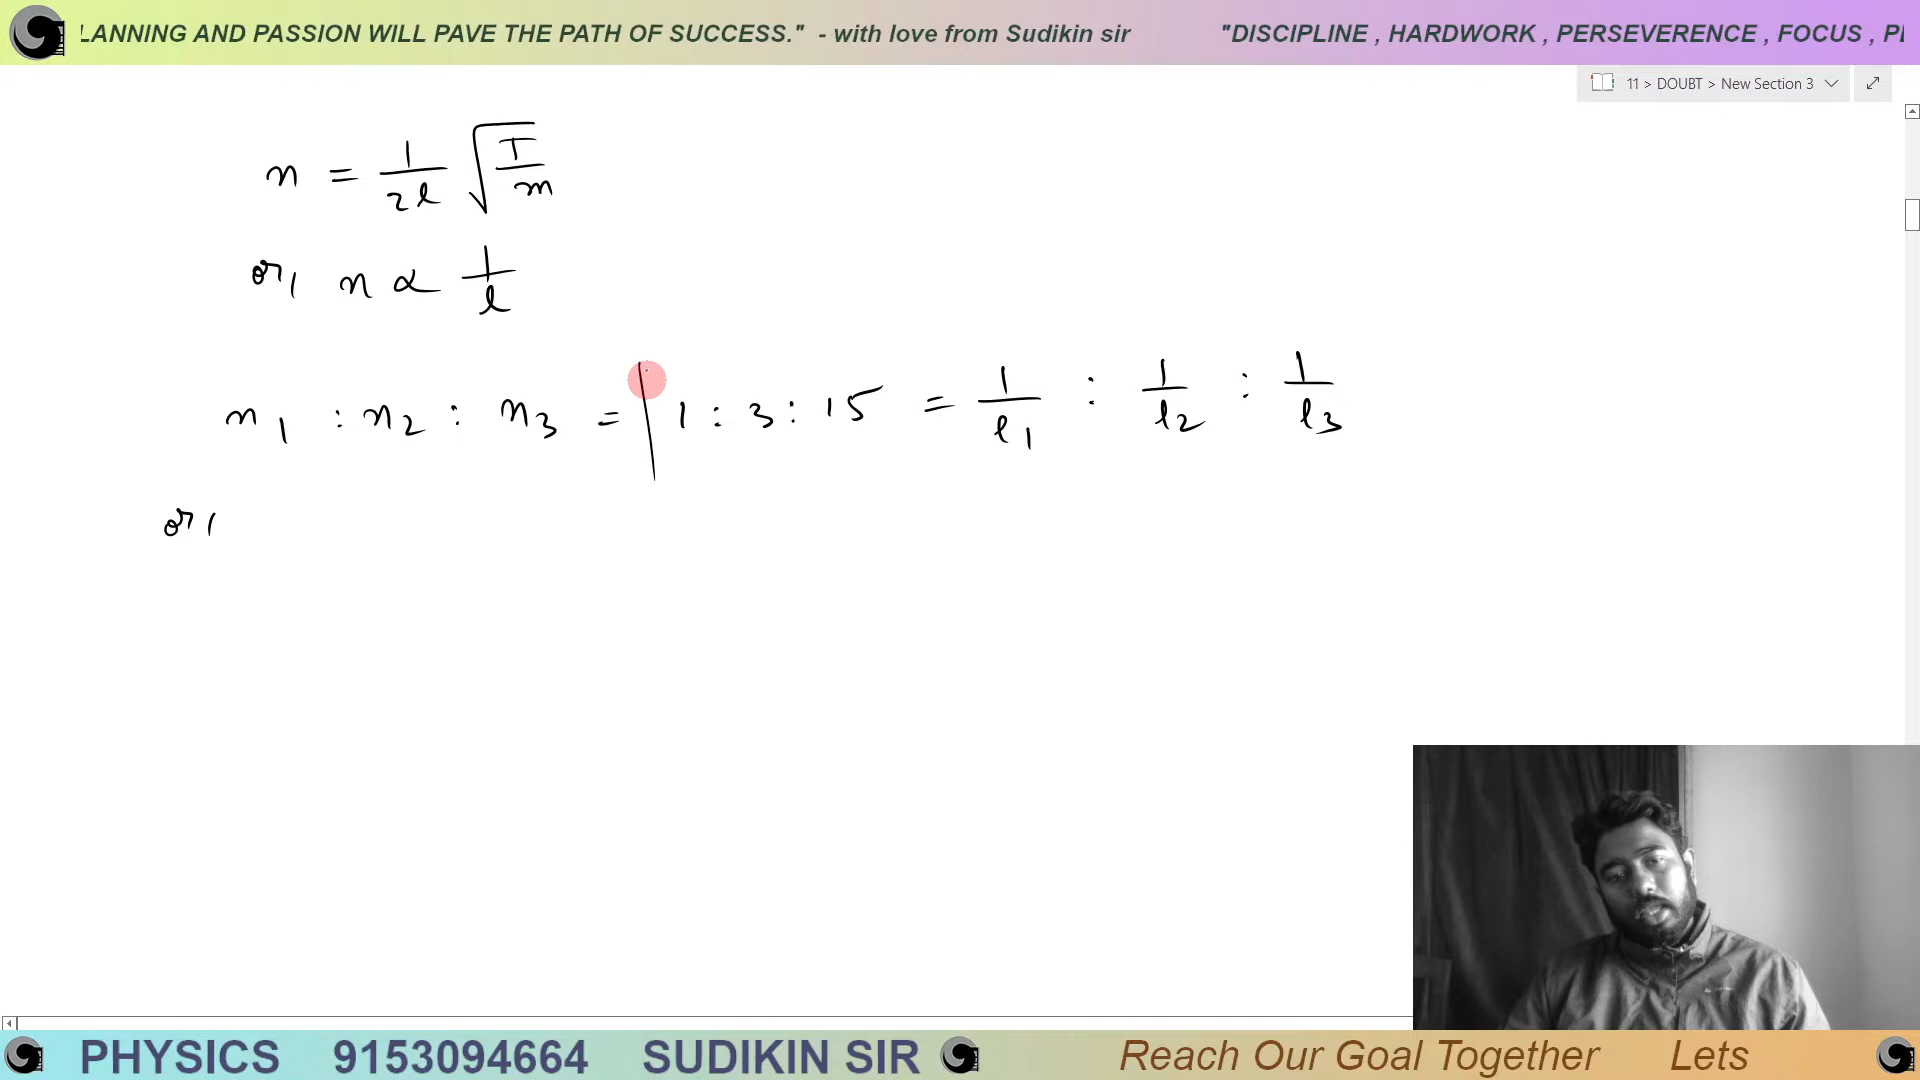 LANNING AND PASSION WILL PAVE THE PATH OF SUCCESS." - with love from Sudikin sir "DISCIPLINE , HARDWORK , PERSEVERENCE , FOCUS , Pl
11 > DOUBT > New Section 3
n = 1/2l √T/m
or, n ∝ 1/l
n1 : n2 : n3 = | 1 : 3 : 15 = 1/l1 : 1/l2 : 1/l3
or,
PHYSICS 9153094664 SUDIKIN SIR Reach Our Goal Together Lets